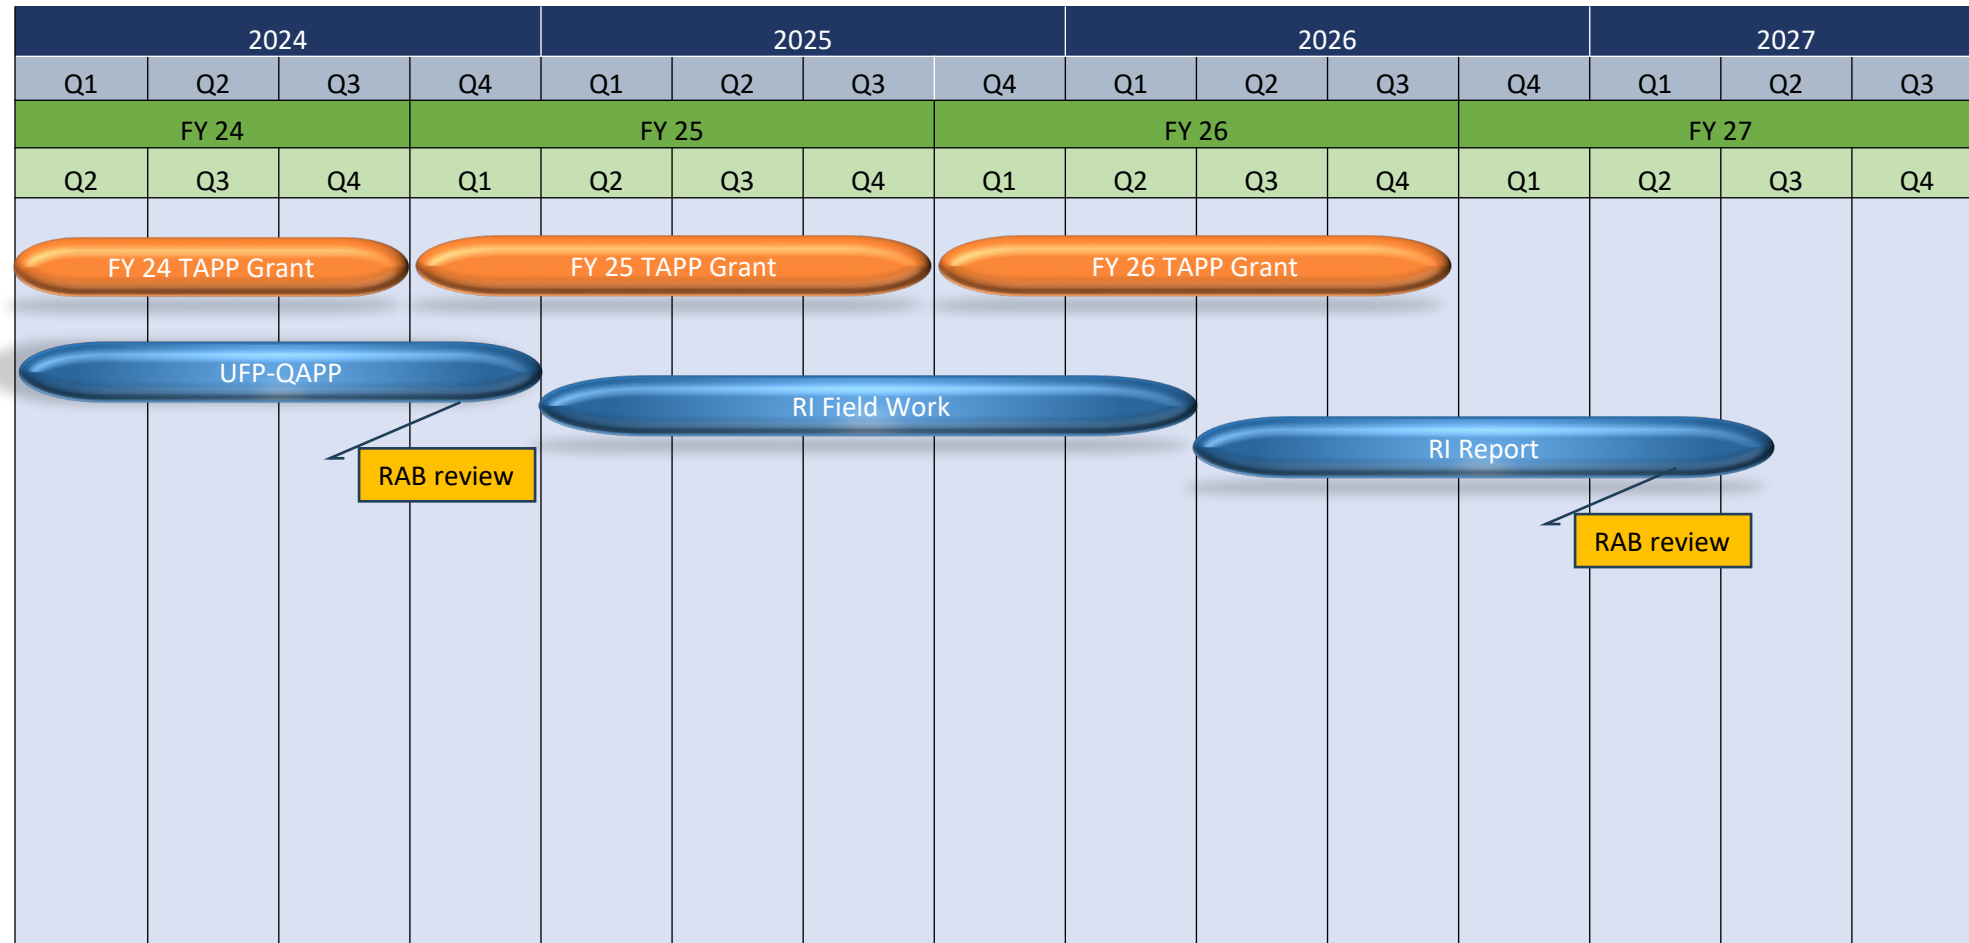 2024 2025 2026 2027
Q1 Q2 Q3 Q4 Q1 Q2 Q3 Q4 Q1 Q2 Q3 Q4 Q1 Q2 Q3
FY 24 FY 25 FY 26 FY 27
Q2 Q3 Q4 Q1 Q2 Q3 Q4 Q1 Q2 Q3 Q4 Q1 Q2 Q3 Q4
FY 24 TAPP Grant FY 25 TAPP Grant FY 26 TAPP Grant
UFP-QAPP
RI Field Work
RI Report
RAB review
RAB review